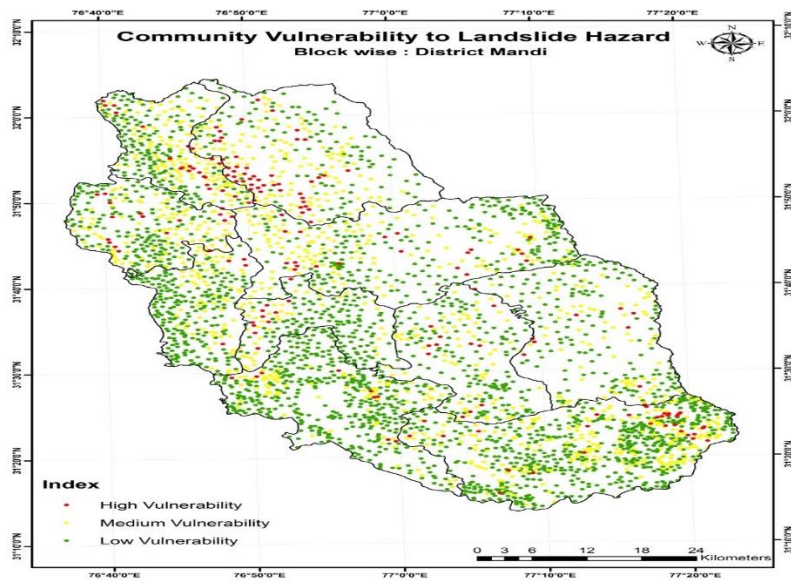 76°40'0"E 76°50'0"E 77°0'0"E 77°10'0"E 77°20'0"E
Community Vulnerability to Landslide Hazard
Block wise : District Mandi
N
W E
S
32°10'0"N
32°0'0"N
31°50'0"N
31°40'0"N
31°30'0"N
31°20'0"N
31°10'0"N
Index
High Vulnerability
Medium Vulnerability
Low Vulnerability
0 3 6 12 18 24
Kilometers
76°40'0"E 76°50'0"E 77°0'0"E 77°10'0"E 77°20'0"E